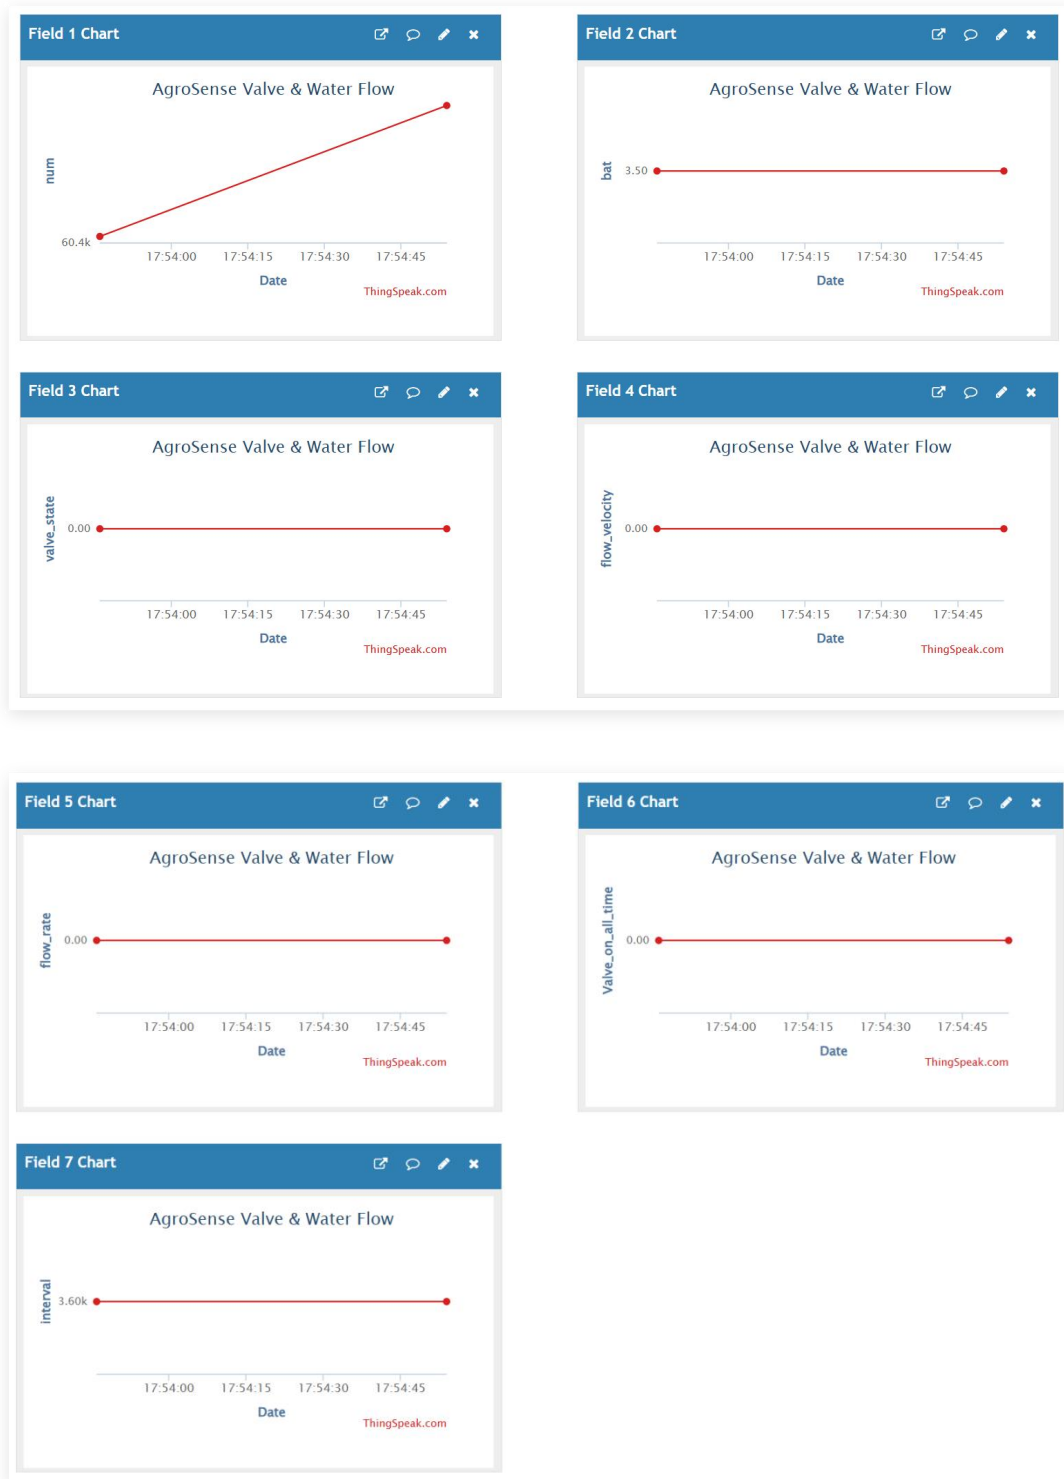 Field 1 Chart
AgroSense Valve & Water Flow
num
60.4k
17:54:00 17:54:15 17:54:30 17:54:45
Date
ThingSpeak.com
Field 2 Chart
AgroSense Valve & Water Flow
bat
3.50
17:54:00 17:54:15 17:54:30 17:54:45
Date
ThingSpeak.com
Field 3 Chart
AgroSense Valve & Water Flow
valve_state
0.00
17:54:00 17:54:15 17:54:30 17:54:45
Date
ThingSpeak.com
Field 4 Chart
AgroSense Valve & Water Flow
flow_velocity
0.00
17:54:00 17:54:15 17:54:30 17:54:45
Date
ThingSpeak.com
Field 5 Chart
AgroSense Valve & Water Flow
flow_rate
0.00
17:54:00 17:54:15 17:54:30 17:54:45
Date
ThingSpeak.com
Field 6 Chart
AgroSense Valve & Water Flow
Valve_on_all_time
0.00
17:54:00 17:54:15 17:54:30 17:54:45
Date
ThingSpeak.com
Field 7 Chart
AgroSense Valve & Water Flow
interval
3.60k
17:54:00 17:54:15 17:54:30 17:54:45
Date
ThingSpeak.com